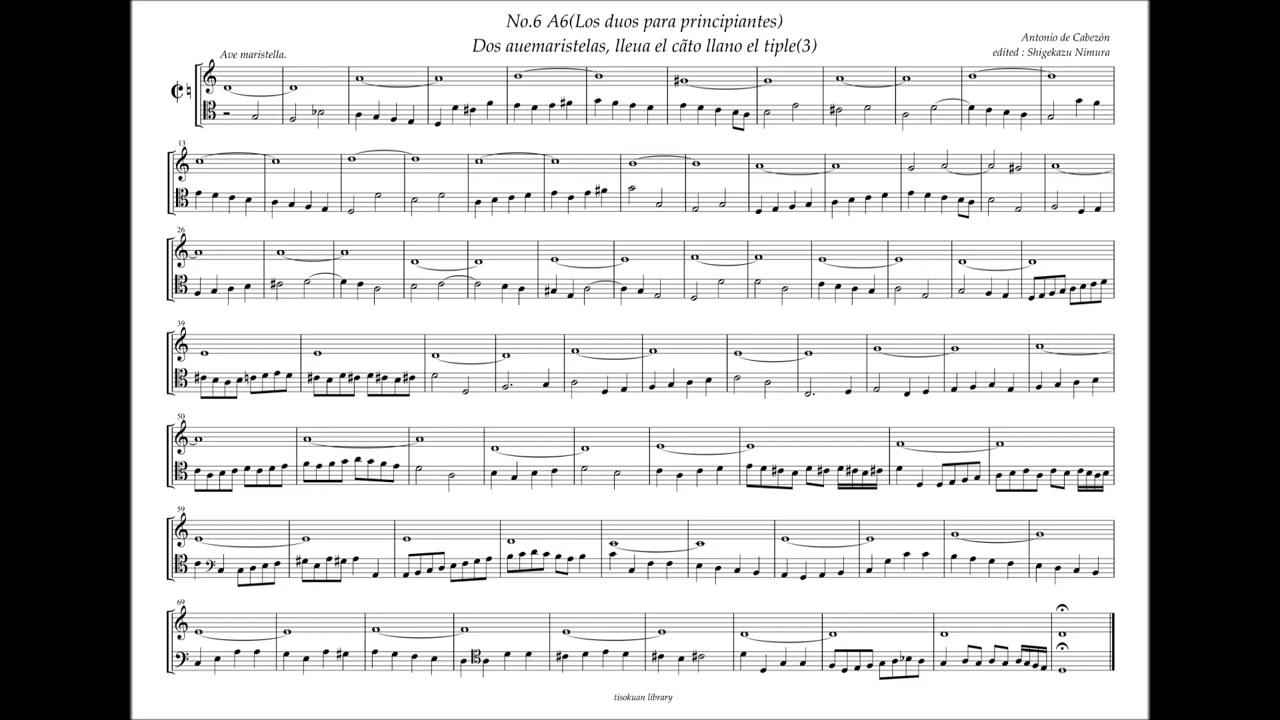 No.6 A6(Los duos para principiantes)
Dos auemaristelas, lleua el cãto llano el tiple(3)
Antonio de Cabezón
edited : Shigekazu Nimura
Ave maristella.
13
26
39
50
59
69
tisokuan library